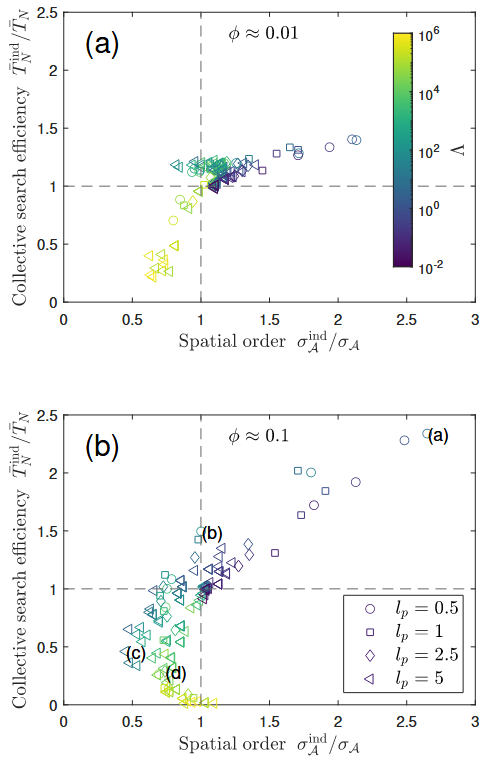 (a)
ϕ ≈ 0.01
Collective search efficiency T̄_N^ind/T̄_N
2.5
2
1.5
1
0.5
0
0
0.5
1
1.5
2
2.5
3
Spatial order σ_𝒜^ind/σ_𝒜
10^6
10^4
10^2
10^0
10^-2
Λ
(b)
ϕ ≈ 0.1
Collective search efficiency T̄_N^ind/T̄_N
2.5
2
1.5
1
0.5
0
(a)
(b)
(c)
(d)
l_p = 0.5
l_p = 1
l_p = 2.5
l_p = 5
0
0.5
1
1.5
2
2.5
3
Spatial order σ_𝒜^ind/σ_𝒜